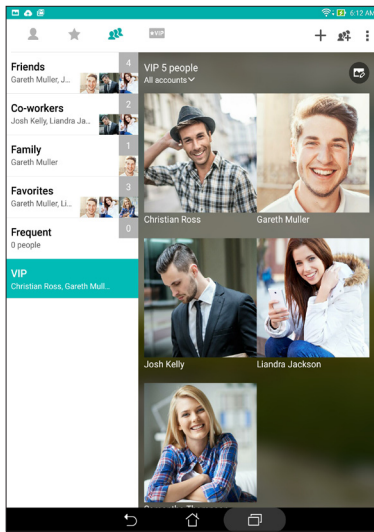 6:12 AM
VIP
Friends
4
Gareth Muller, J...
Co-workers
2
Josh Kelly, Liandra Ja...
Family
1
Gareth Muller
Favorites
3
Gareth Muller, Li...
Frequent
0
0 people
VIP
Christian Ross, Gareth Mull...
VIP 5 people
All accounts
Christian Ross
Gareth Muller
Josh Kelly
Liandra Jackson